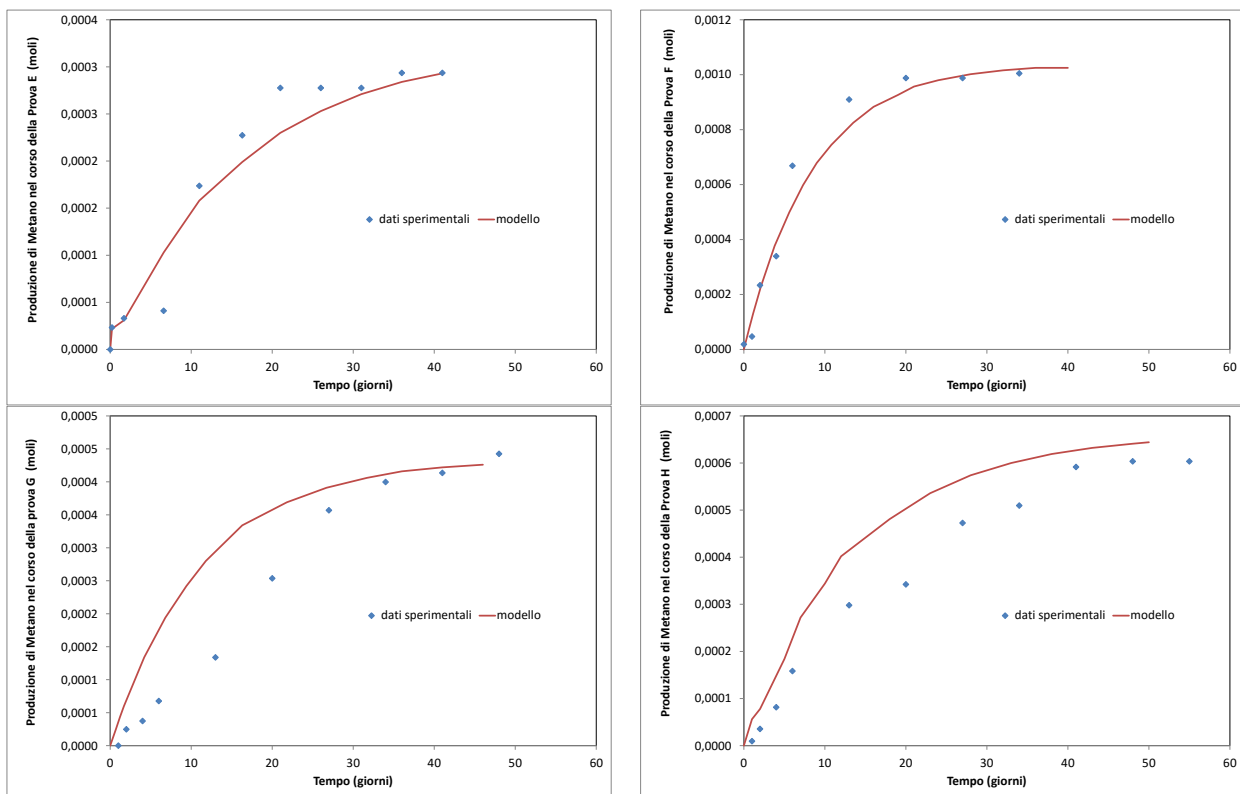 Produzione di Metano nel corso della Prova E (moli)
0,0004
0,0003
0,0003
0,0002
0,0002
0,0001
0,0001
0,0000
0 10 20 30 40 50 60
Tempo (giorni)
dati sperimentali modello
Produzione di Metano nel corso della Prova F (moli)
0,0012
0,0010
0,0008
0,0006
0,0004
0,0002
0,0000
0 10 20 30 40 50 60
Tempo (giorni)
dati sperimentali modello
Produzione di Metano nel corso della prova G (moli)
0,0005
0,0005
0,0004
0,0004
0,0003
0,0003
0,0002
0,0002
0,0001
0,0001
0,0000
0 10 20 30 40 50 60
Tempo (giorni)
dati sperimentali modello
Produzione di Metano nel corso della Prova H (moli)
0,0007
0,0006
0,0005
0,0004
0,0003
0,0002
0,0001
0,0000
0 10 20 30 40 50 60
Tempo (giorni)
dati sperimentali modello